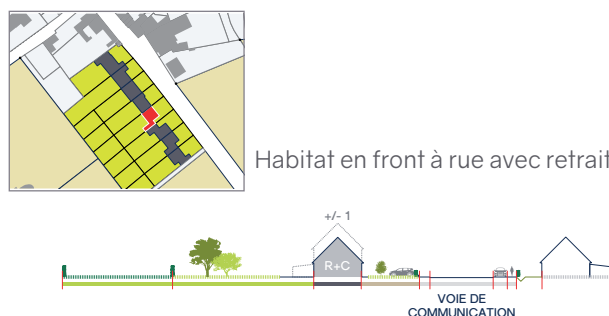 Habitat en front à rue avec retrait
+/- 1
R+C
VOIE DE
COMMUNICATION